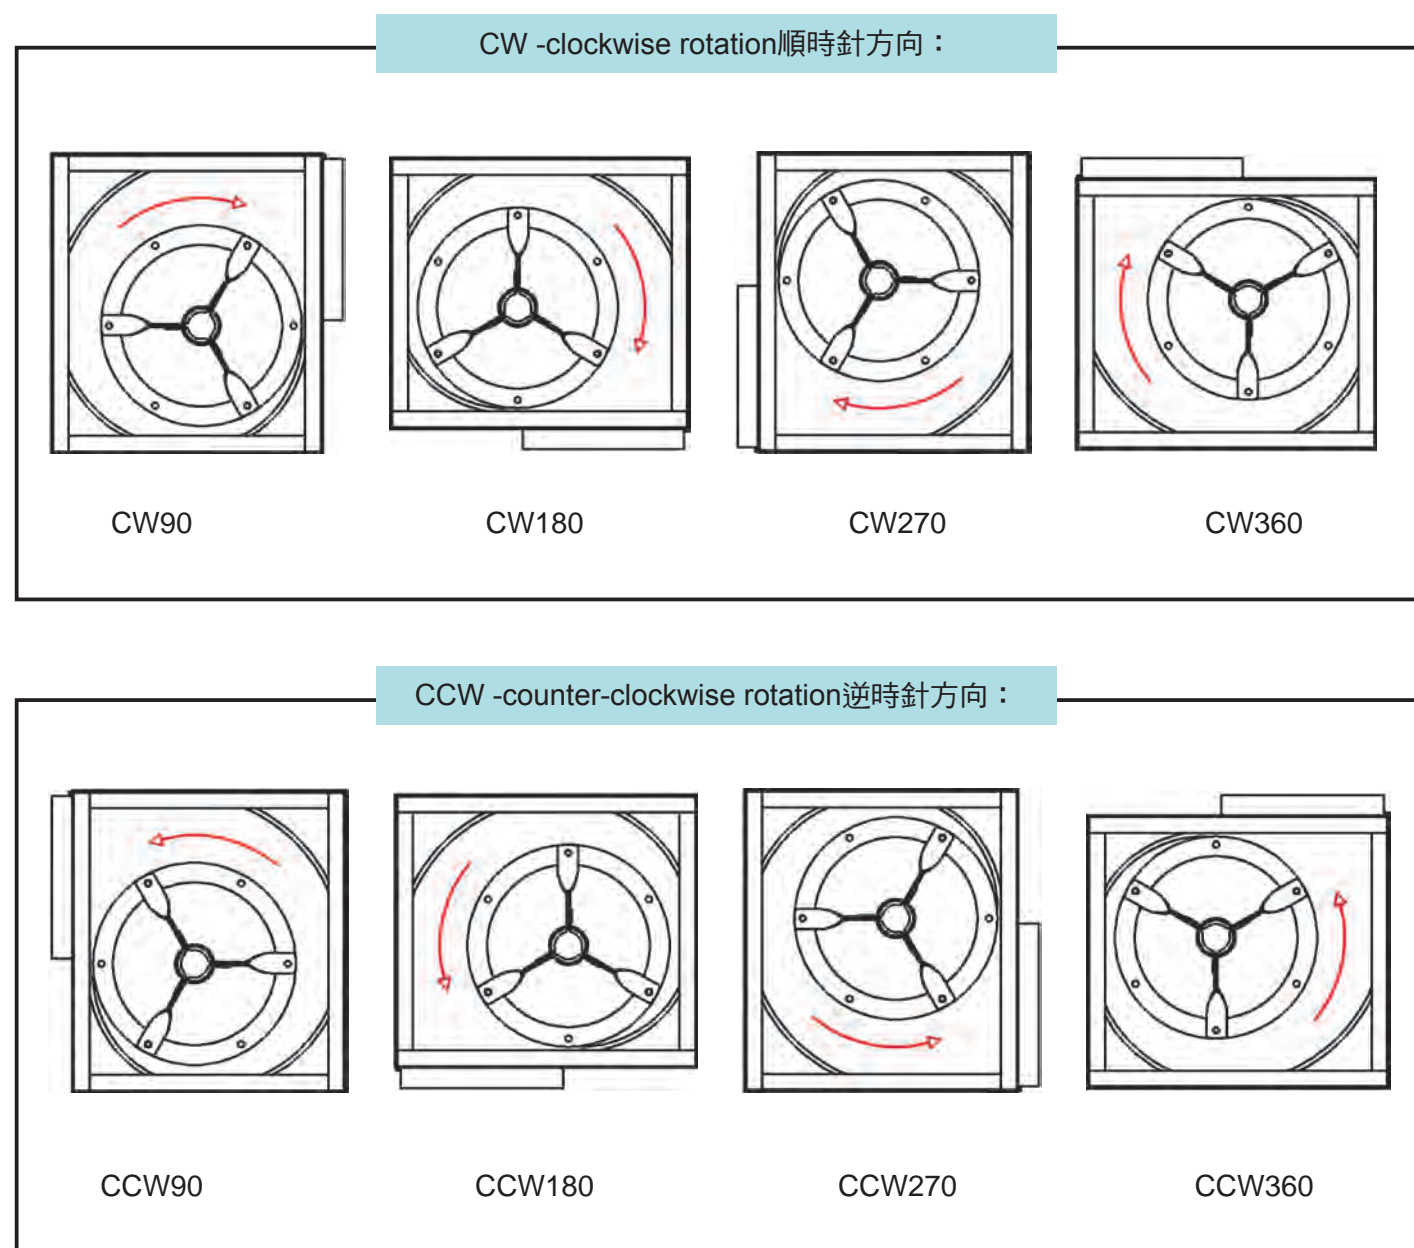 CW -clockwise rotation順時針方向：
CW90
CW180
CW270
CW360
CCW -counter-clockwise rotation逆時針方向：
CCW90
CCW180
CCW270
CCW360